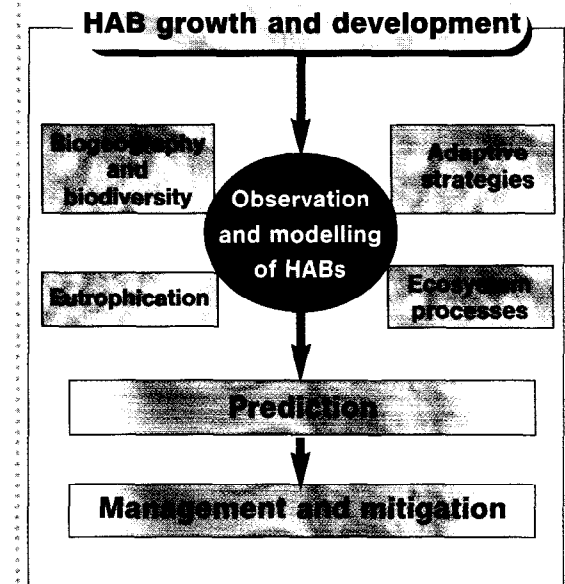 HAB growth and development
Biogeography
and
biodiversity
Adaptive
strategies
Observation
and modelling
of HABs
Eutrophication
Ecosystem
processes
Prediction
Management and mitigation